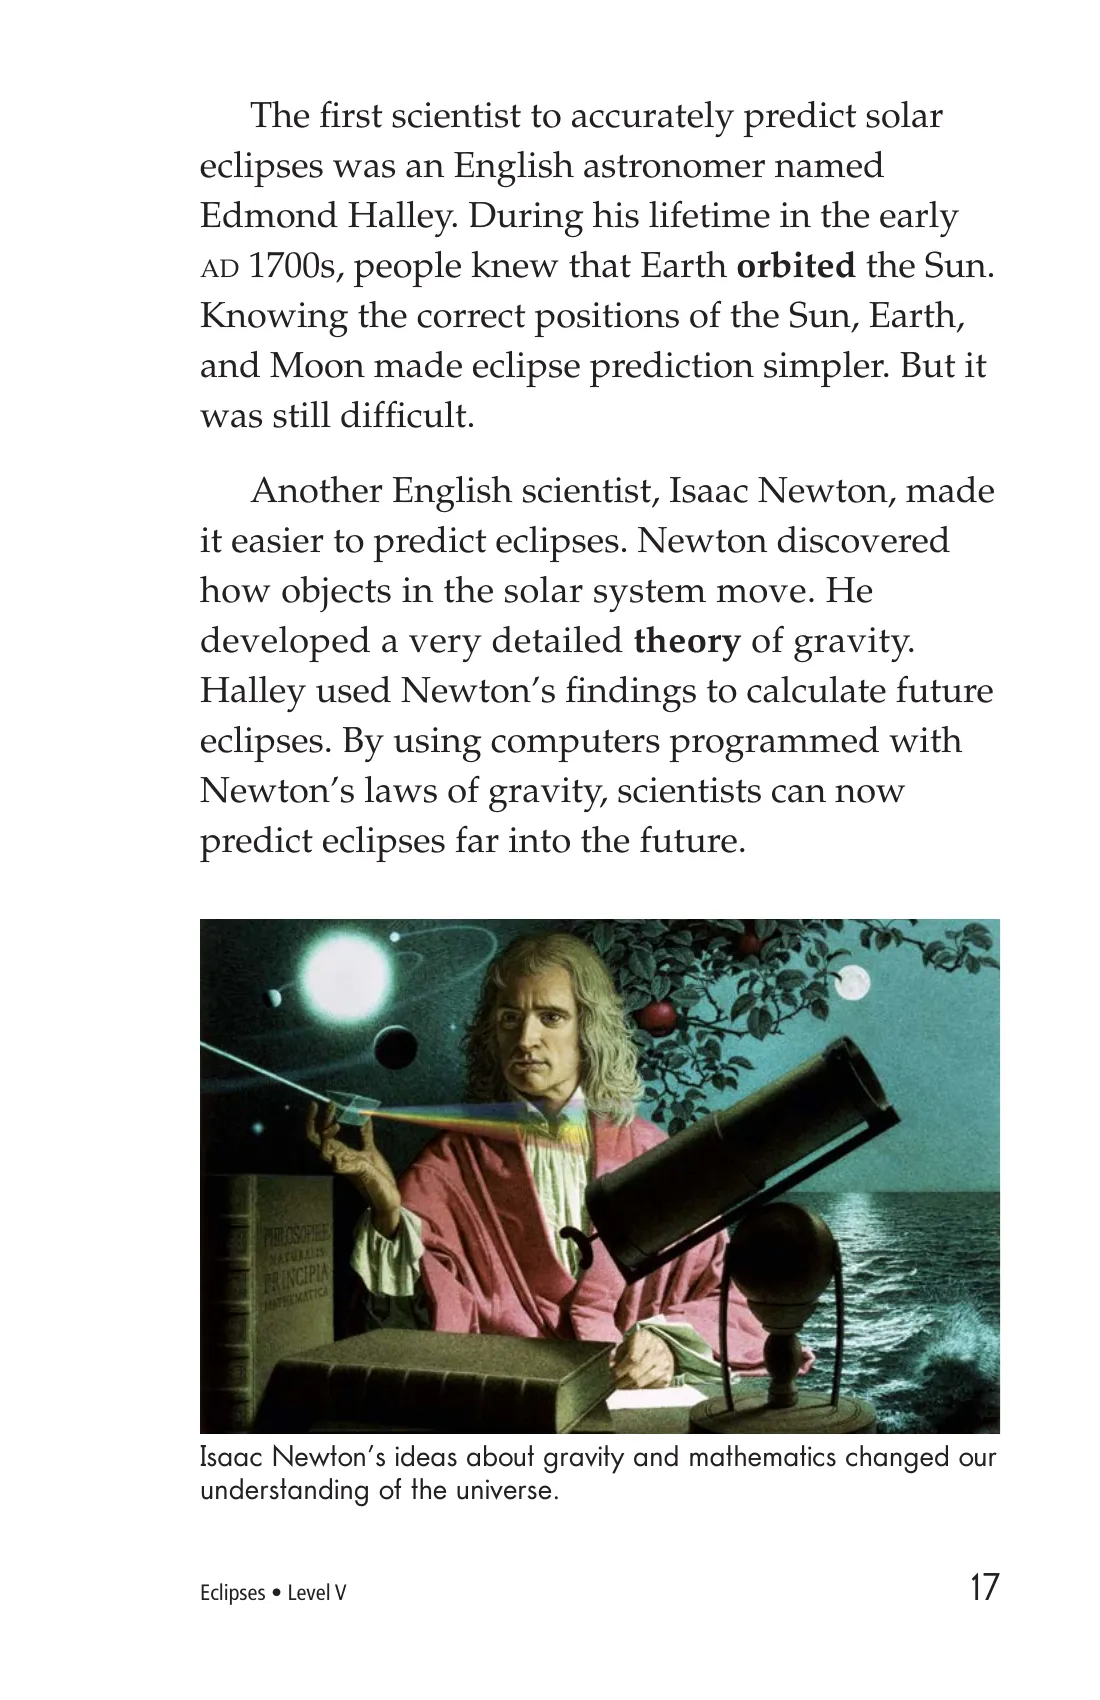 The first scientist to accurately predict solar
eclipses was an English astronomer named
Edmond Halley. During his lifetime in the early
AD 1700s, people knew that Earth orbited the Sun.
Knowing the correct positions of the Sun, Earth,
and Moon made eclipse prediction simpler. But it
was still difficult.
Another English scientist, Isaac Newton, made
it easier to predict eclipses. Newton discovered
how objects in the solar system move. He
developed a very detailed theory of gravity.
Halley used Newton’s findings to calculate future
eclipses. By using computers programmed with
Newton’s laws of gravity, scientists can now
predict eclipses far into the future.
PHILOSOPHIÆ
NATURALIS
PRINCIPIA
MATHEMATICA
Isaac Newton’s ideas about gravity and mathematics changed our
understanding of the universe.
Eclipses • Level V
17